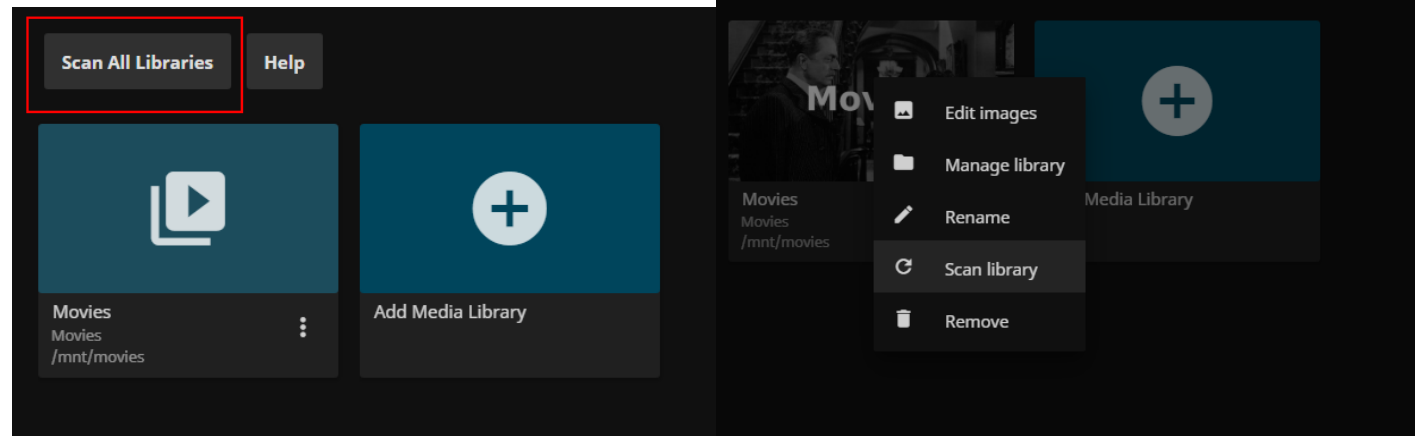 Scan All Libraries
Help
Movies
Movies
/mnt/movies
Add Media Library
Mov
Edit images
Manage library
Rename
Scan library
Remove
Movies
Movies
/mnt/movies
Media Library